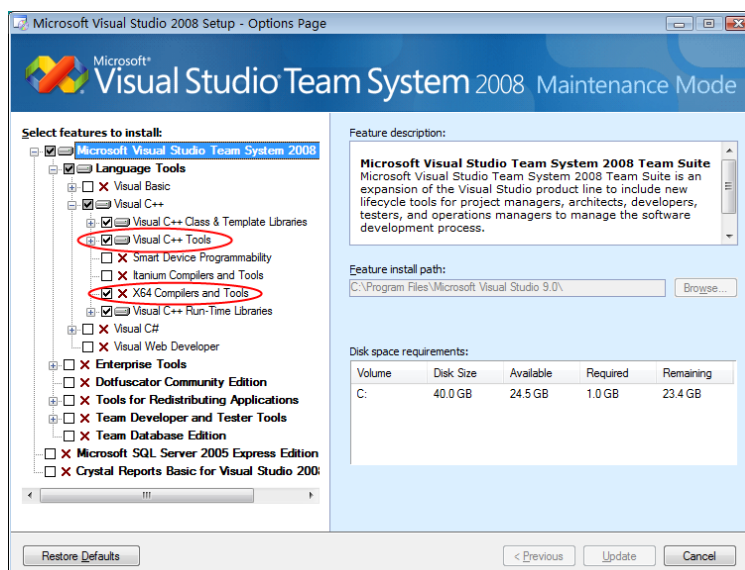 Microsoft Visual Studio 2008 Setup - Options Page
Microsoft®
Visual Studio Team System 2008 Maintenance Mode
Select features to install:
Microsoft Visual Studio Team System 2008
Language Tools
Visual Basic
Visual C++
Visual C++ Class & Template Libraries
Visual C++ Tools
Smart Device Programmability
Itanium Compilers and Tools
X64 Compilers and Tools
Visual C++ Run-Time Libraries
Visual C#
Visual Web Developer
Enterprise Tools
Dotfuscator Community Edition
Tools for Redistributing Applications
Team Developer and Tester Tools
Team Database Edition
Microsoft SQL Server 2005 Express Edition
Crystal Reports Basic for Visual Studio 200
Feature description:
Microsoft Visual Studio Team System 2008 Team Suite
Microsoft Visual Studio Team System 2008 Team Suite is an
expansion of the Visual Studio product line to include new
lifecycle tools for project managers, architects, developers,
testers, and operations managers to manage the software
development process.
Feature install path:
C:\Program Files\Microsoft Visual Studio 9.0\
Browse...
Disk space requirements:
Volume Disk Size Available Required Remaining
C: 40.0 GB 24.5 GB 1.0 GB 23.4 GB
Restore Defaults
< Previous
Update
Cancel